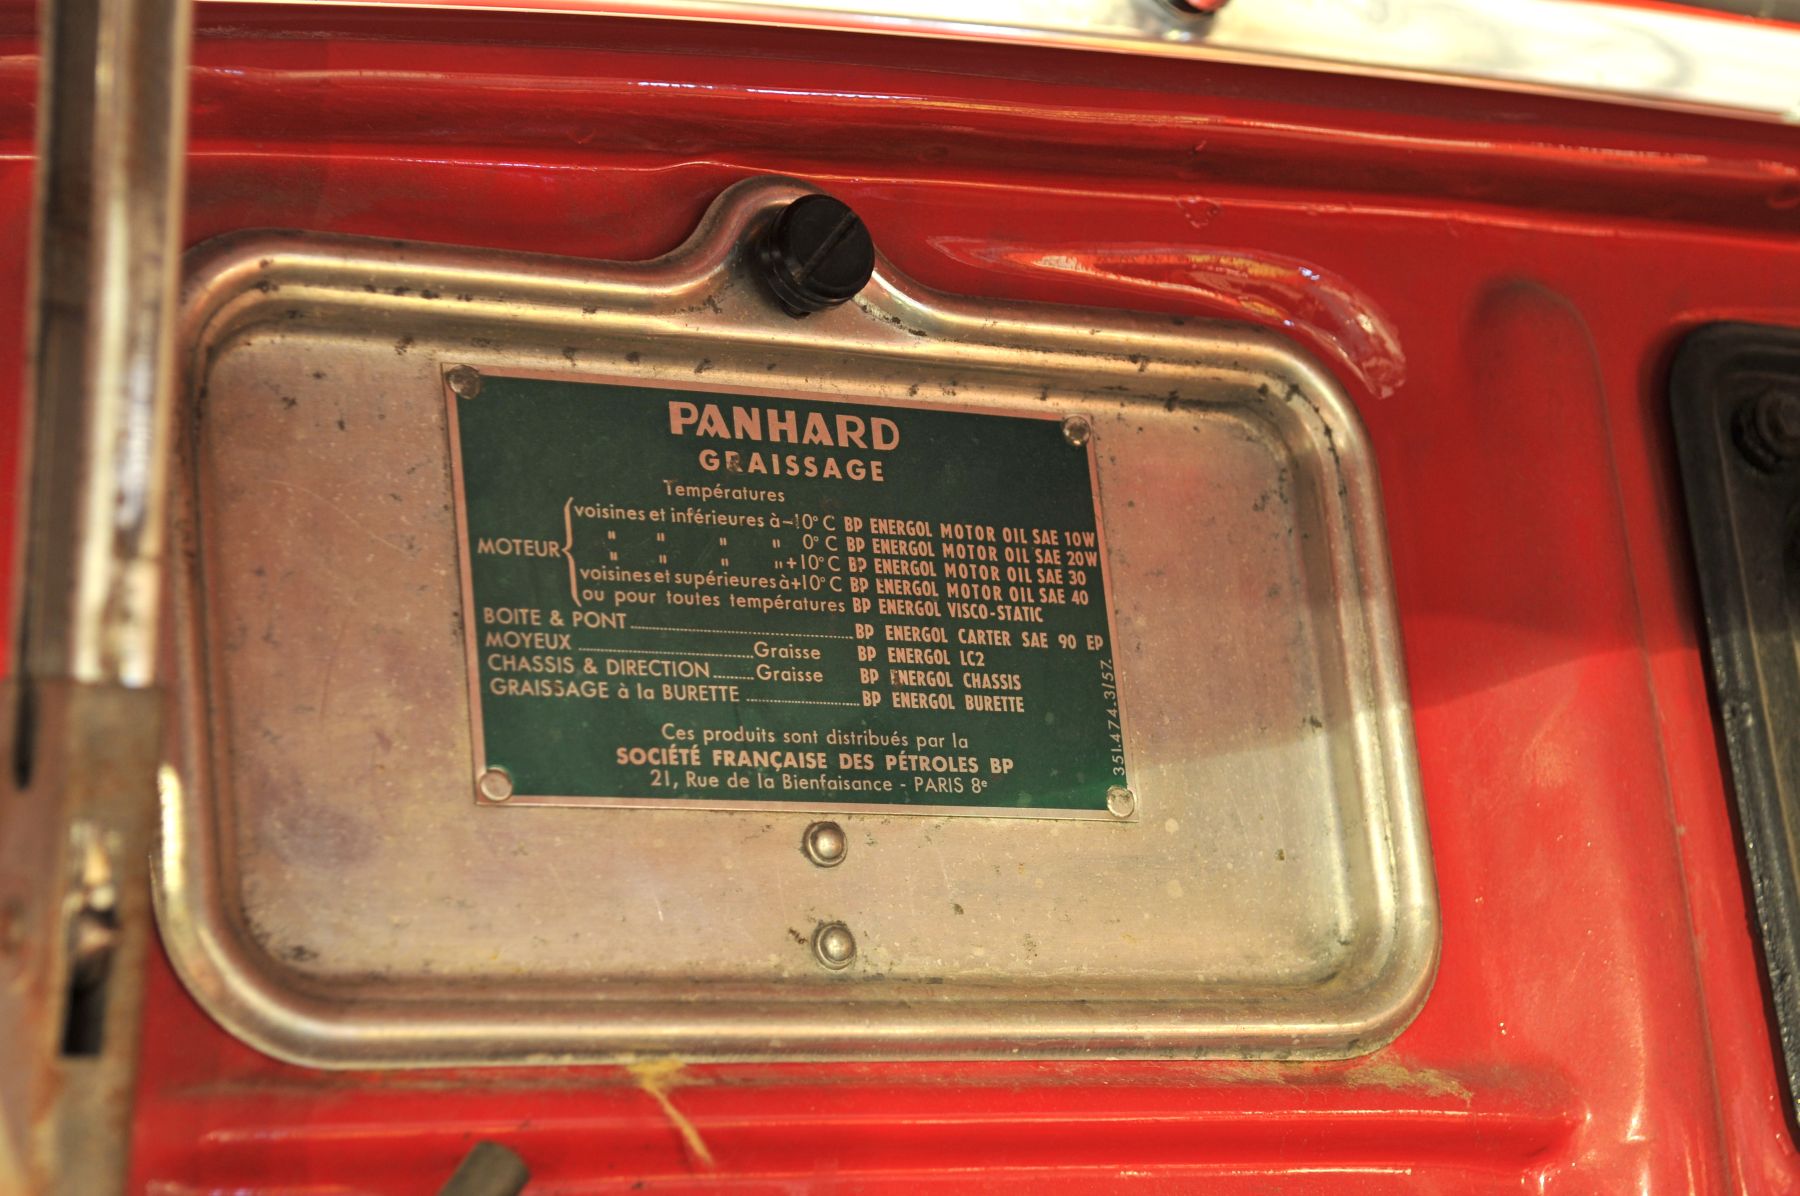 PANHARD
GRAISSAGE
Températures
voisines et inférieures à -10° C BP ENERGOL MOTOR OIL SAE 10W
" " " " 0° C BP ENERGOL MOTOR OIL SAE 20W
MOTEUR " " " " +10° C BP ENERGOL MOTOR OIL SAE 30
voisines et supérieures à +10° C BP ENERGOL MOTOR OIL SAE 40
ou pour toutes températures BP ENERGOL VISCO-STATIC
BOITE & PONT BP ENERGOL CARTER SAE 90 EP
MOYEUX Graisse BP ENERGOL LC2
CHASSIS & DIRECTION Graisse BP ENERGOL CHASSIS
GRAISSAGE à la BURETTE BP ENERGOL BURETTE
Ces produits sont distribués par la
SOCIÉTÉ FRANÇAISE DES PÉTROLES BP
21, Rue de la Bienfaisance - PARIS 8e
351.474.3/57.